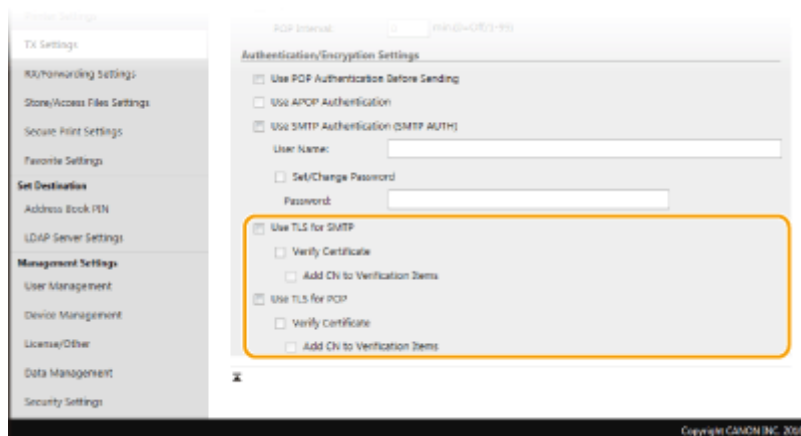 TX Settings
RX/Forwarding Settings
Store/Access Files Settings
Secure Print Settings
Favorite Settings
Set Destination
Address Book PIN
LDAP Server Settings
Management Settings
User Management
Device Management
License/Other
Data Management
Security Settings
POP Interval:
Authentication/Encryption Settings
Use POP Authentication Before Sending
Use APOP Authentication
Use SMTP Authentication (SMTP AUTH)
User Name:
Set/Change Password
Password:
Use TLS for SMTP
Verify Certificate
Add CN to Verification Items
Use TLS for POP
Verify Certificate
Add CN to Verification Items
Copyright CANON INC.